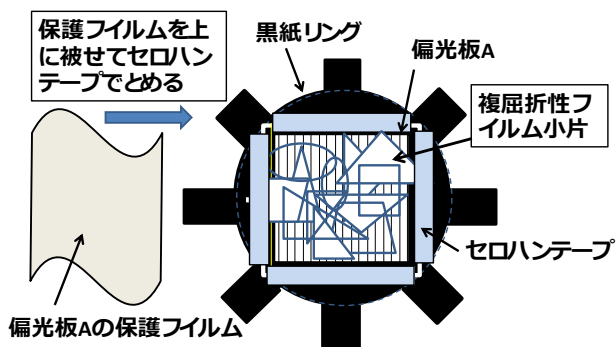 保護フイルムを上
に被せてセロハン
テープでとめる
黒紙リング
偏光板A
複屈折性フ
イルム小片
セロハンテープ
偏光板Aの保護フイルム